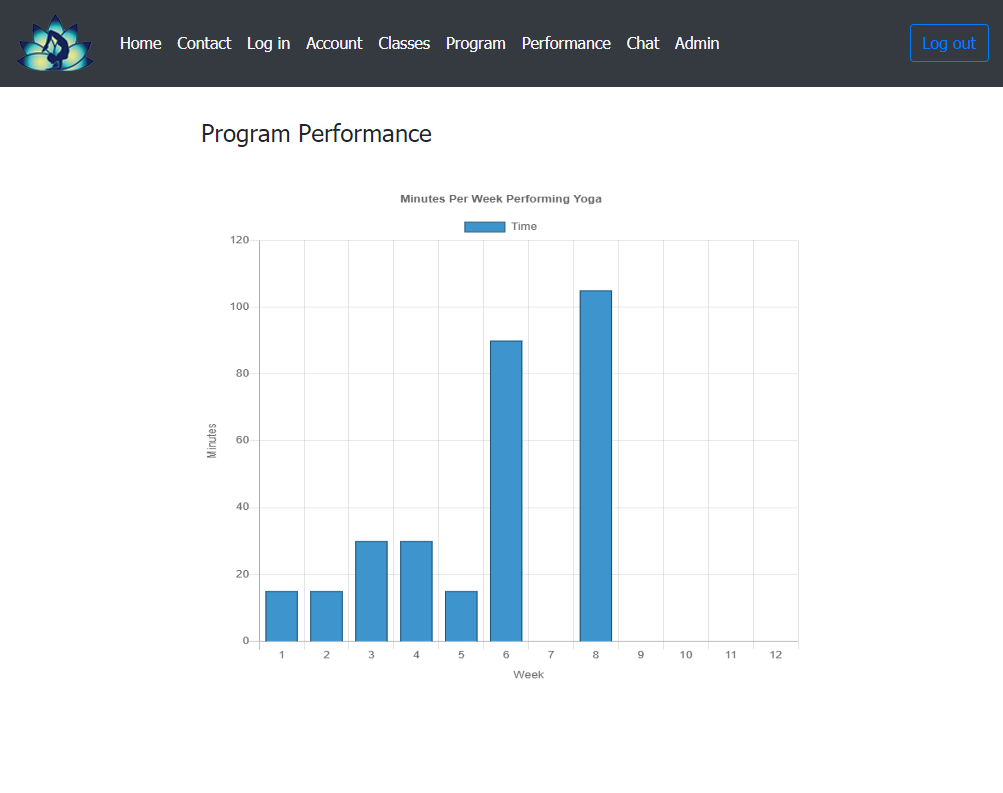 Home Contact Log in Account Classes Program Performance Chat Admin Log out
Program Performance
Minutes Per Week Performing Yoga
Time
120
100
80
60
40
20
0
Minutes
1 2 3 4 5 6 7 8 9 10 11 12
Week